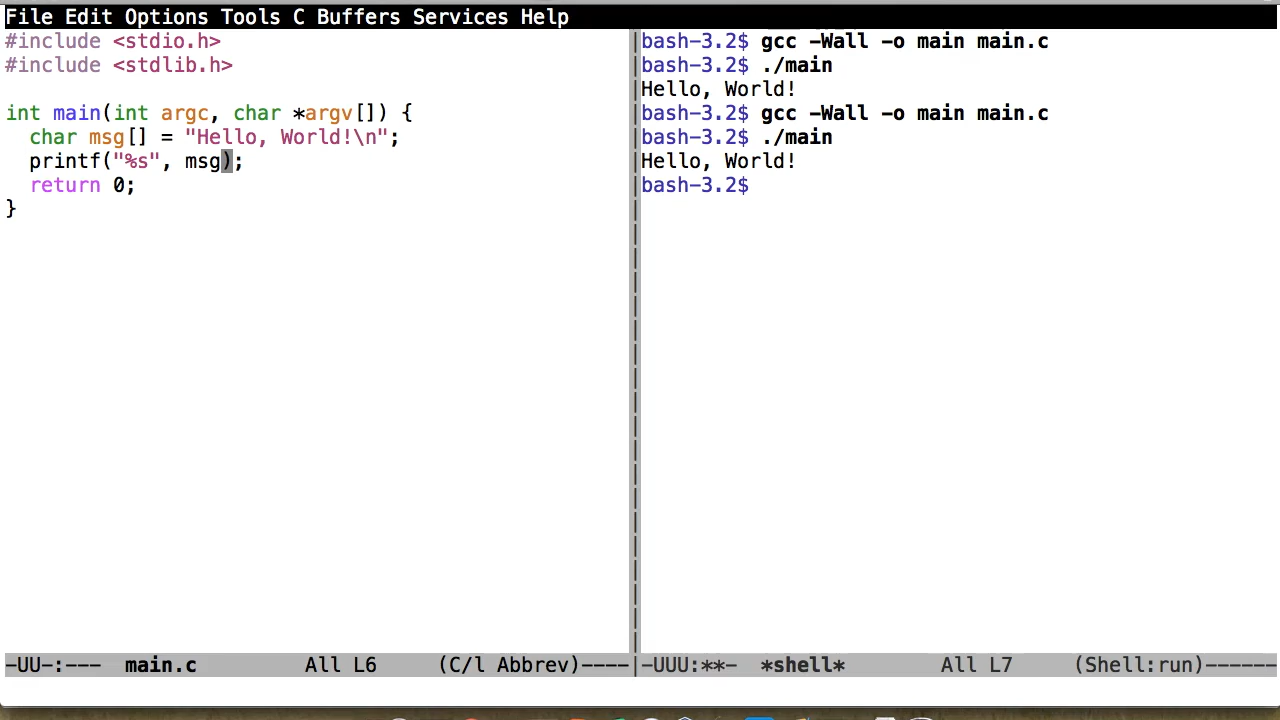 File Edit Options Tools C Buffers Services Help
#include <stdio.h>
#include <stdlib.h>
int main(int argc, char *argv[]) {
  char msg[] = "Hello, World!\n";
  printf("%s", msg);
  return 0;
}
-UU-:---  main.c         All L6     (C/l Abbrev)----
bash-3.2$ gcc -Wall -o main main.c
bash-3.2$ ./main
Hello, World!
bash-3.2$ gcc -Wall -o main main.c
bash-3.2$ ./main
Hello, World!
bash-3.2$
-UUU:**-  *shell*        All L7     (Shell:run)------